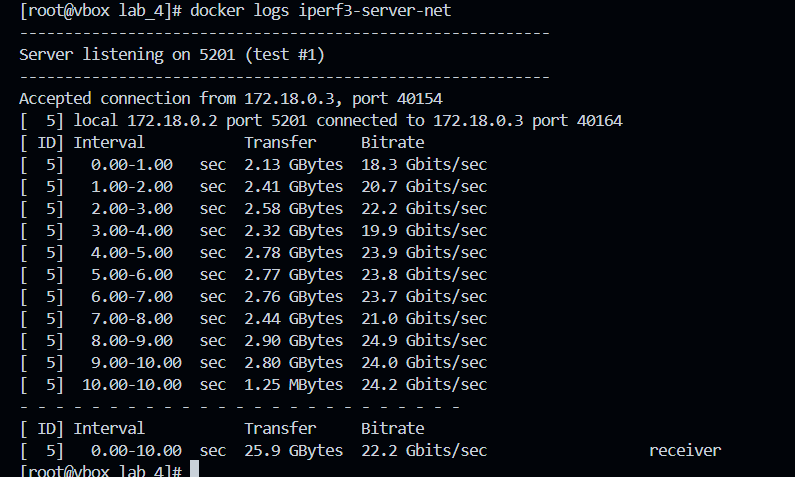 [root@vbox lab_4]# docker logs iperf3-server-net
-----------------------------------------------------------
Server listening on 5201 (test #1)
-----------------------------------------------------------
Accepted connection from 172.18.0.3, port 40154
[  5] local 172.18.0.2 port 5201 connected to 172.18.0.3 port 40164
[ ID] Interval           Transfer     Bitrate
[  5]   0.00-1.00   sec  2.13 GBytes  18.3 Gbits/sec
[  5]   1.00-2.00   sec  2.41 GBytes  20.7 Gbits/sec
[  5]   2.00-3.00   sec  2.58 GBytes  22.2 Gbits/sec
[  5]   3.00-4.00   sec  2.32 GBytes  19.9 Gbits/sec
[  5]   4.00-5.00   sec  2.78 GBytes  23.9 Gbits/sec
[  5]   5.00-6.00   sec  2.77 GBytes  23.8 Gbits/sec
[  5]   6.00-7.00   sec  2.76 GBytes  23.7 Gbits/sec
[  5]   7.00-8.00   sec  2.44 GBytes  21.0 Gbits/sec
[  5]   8.00-9.00   sec  2.90 GBytes  24.9 Gbits/sec
[  5]   9.00-10.00  sec  2.80 GBytes  24.0 Gbits/sec
[  5]  10.00-10.00  sec  1.25 MBytes  24.2 Gbits/sec
- - - - - - - - - - - - - - - - - - - - - - - - -
[ ID] Interval           Transfer     Bitrate
[  5]   0.00-10.00  sec  25.9 GBytes  22.2 Gbits/sec                  receiver
[root@vbox lab_4]#